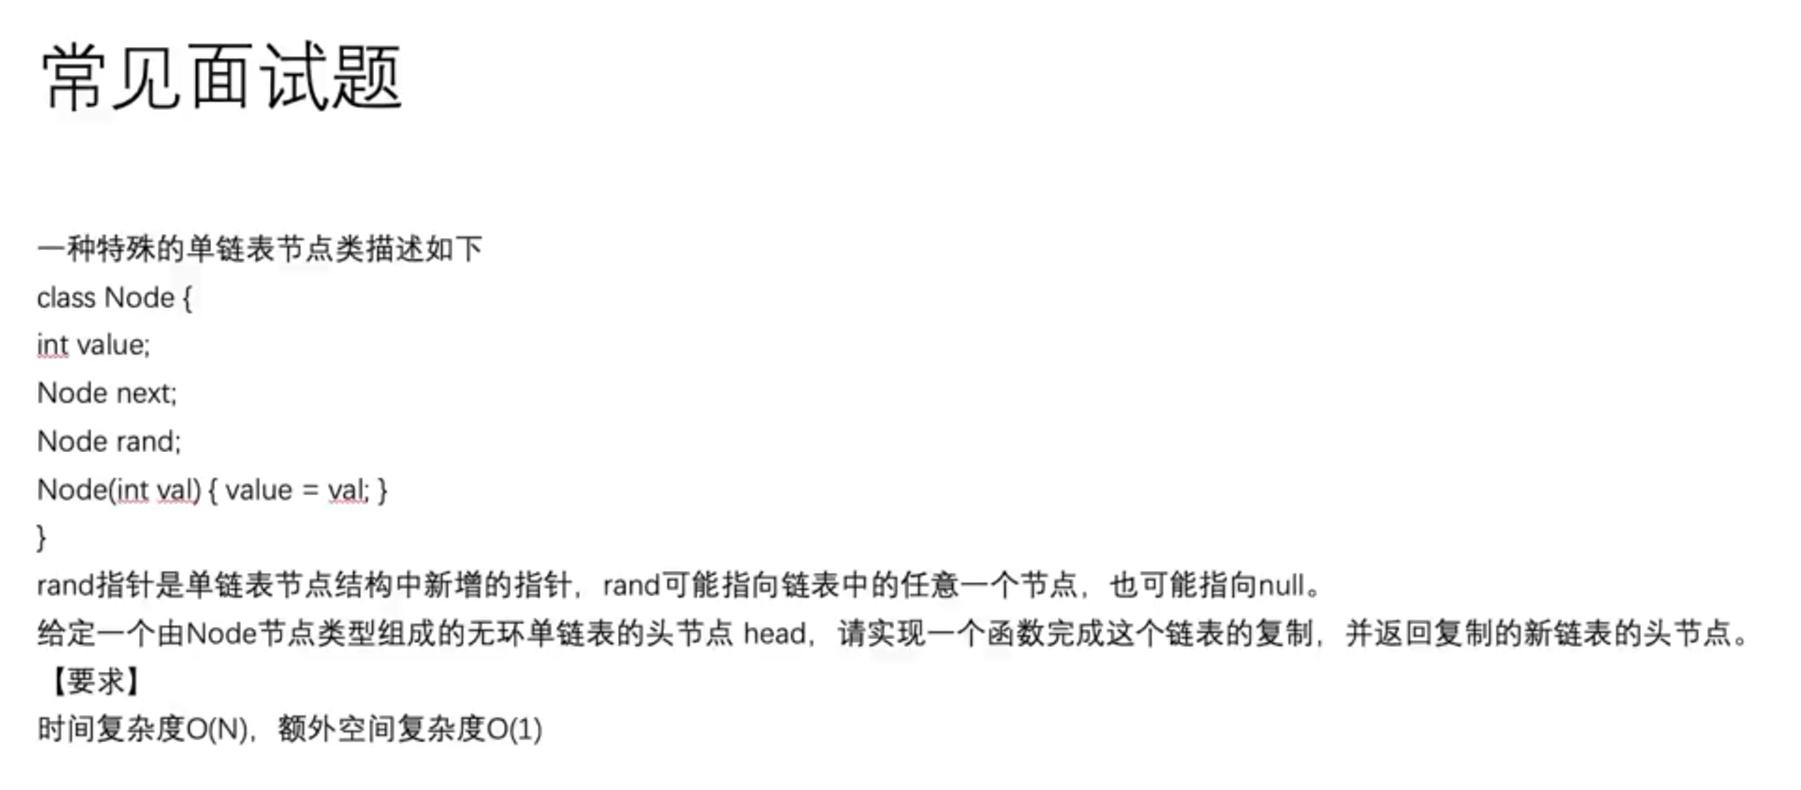 常见面试题
一种特殊的单链表节点类描述如下
class Node {
int value;
Node next;
Node rand;
Node(int val) { value = val; }
}
rand指针是单链表节点结构中新增的指针，rand可能指向链表中的任意一个节点，也可能指向null。
给定一个由Node节点类型组成的无环单链表的头节点 head，请实现一个函数完成这个链表的复制，并返回复制的新链表的头节点。
【要求】
时间复杂度O(N)，额外空间复杂度O(1)